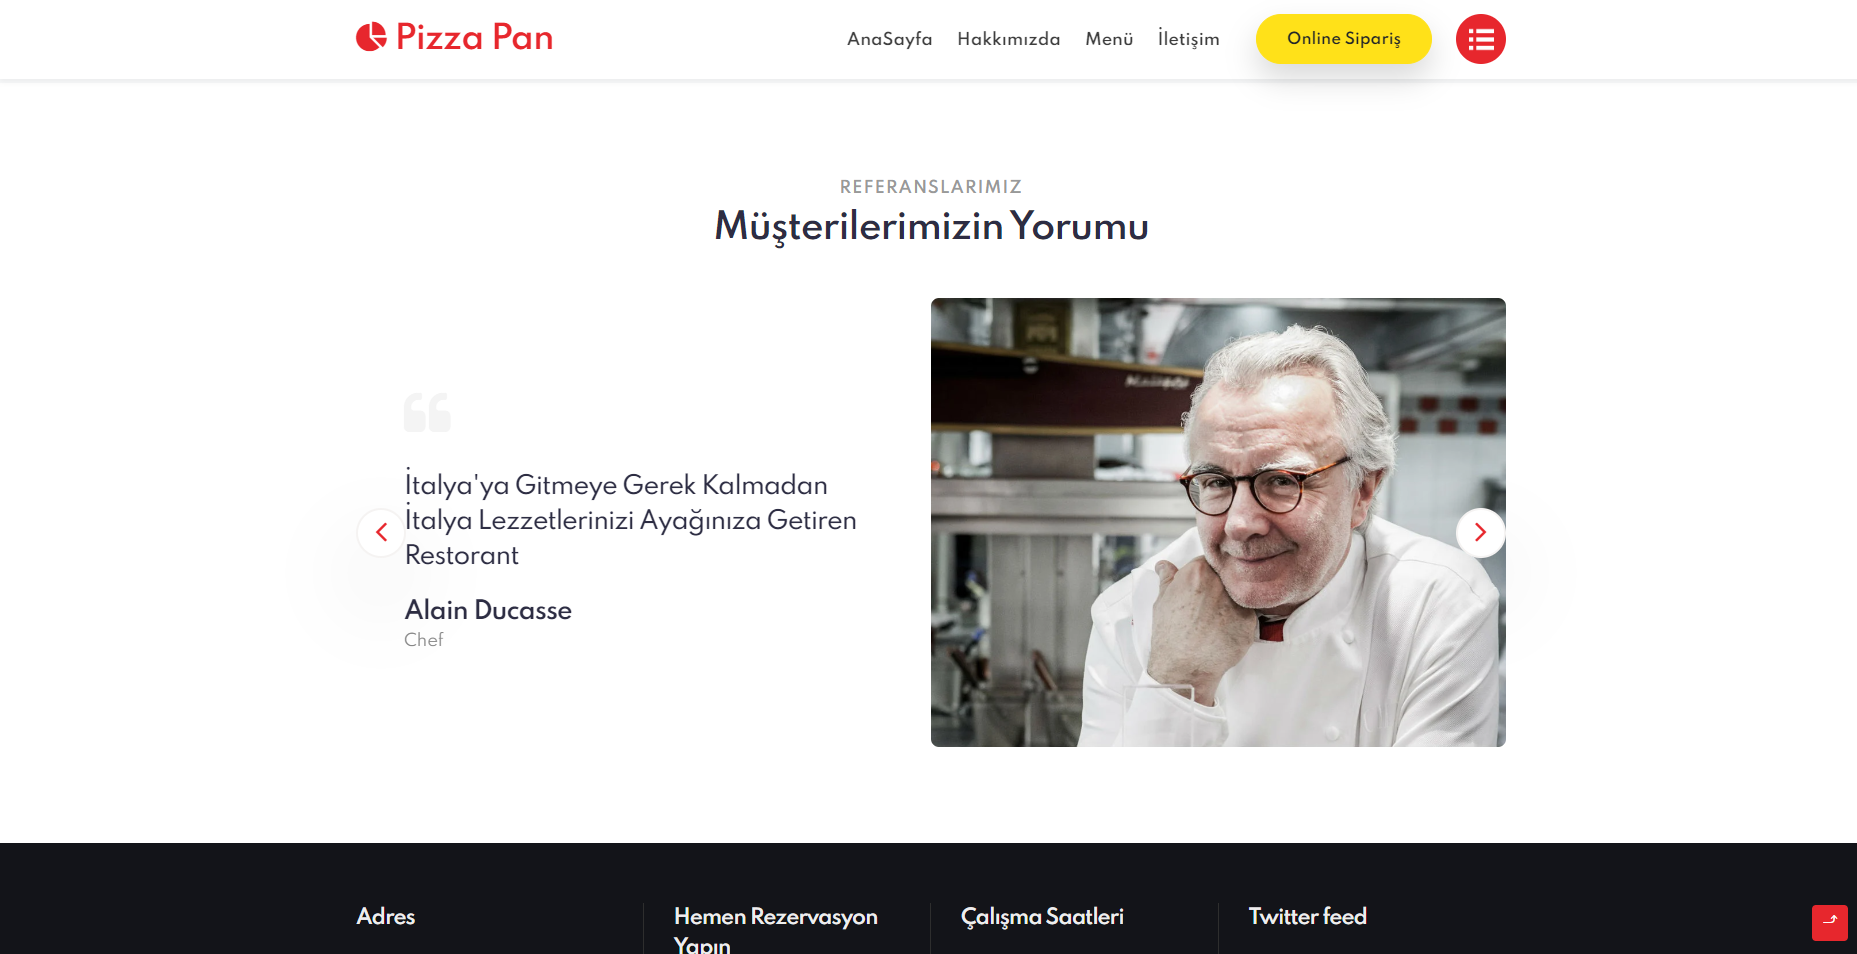 Pizza Pan
AnaSayfa Hakkımızda Menü İletişim Online Sipariş
REFERANSLARIMIZ
Müşterilerimizin Yorumu
İtalya'ya Gitmeye Gerek Kalmadan
İtalya Lezzetlerinizi Ayağınıza Getiren
Restorant
Alain Ducasse
Chef
Adres
Hemen Rezervasyon
Yapın
Çalışma Saatleri
Twitter feed